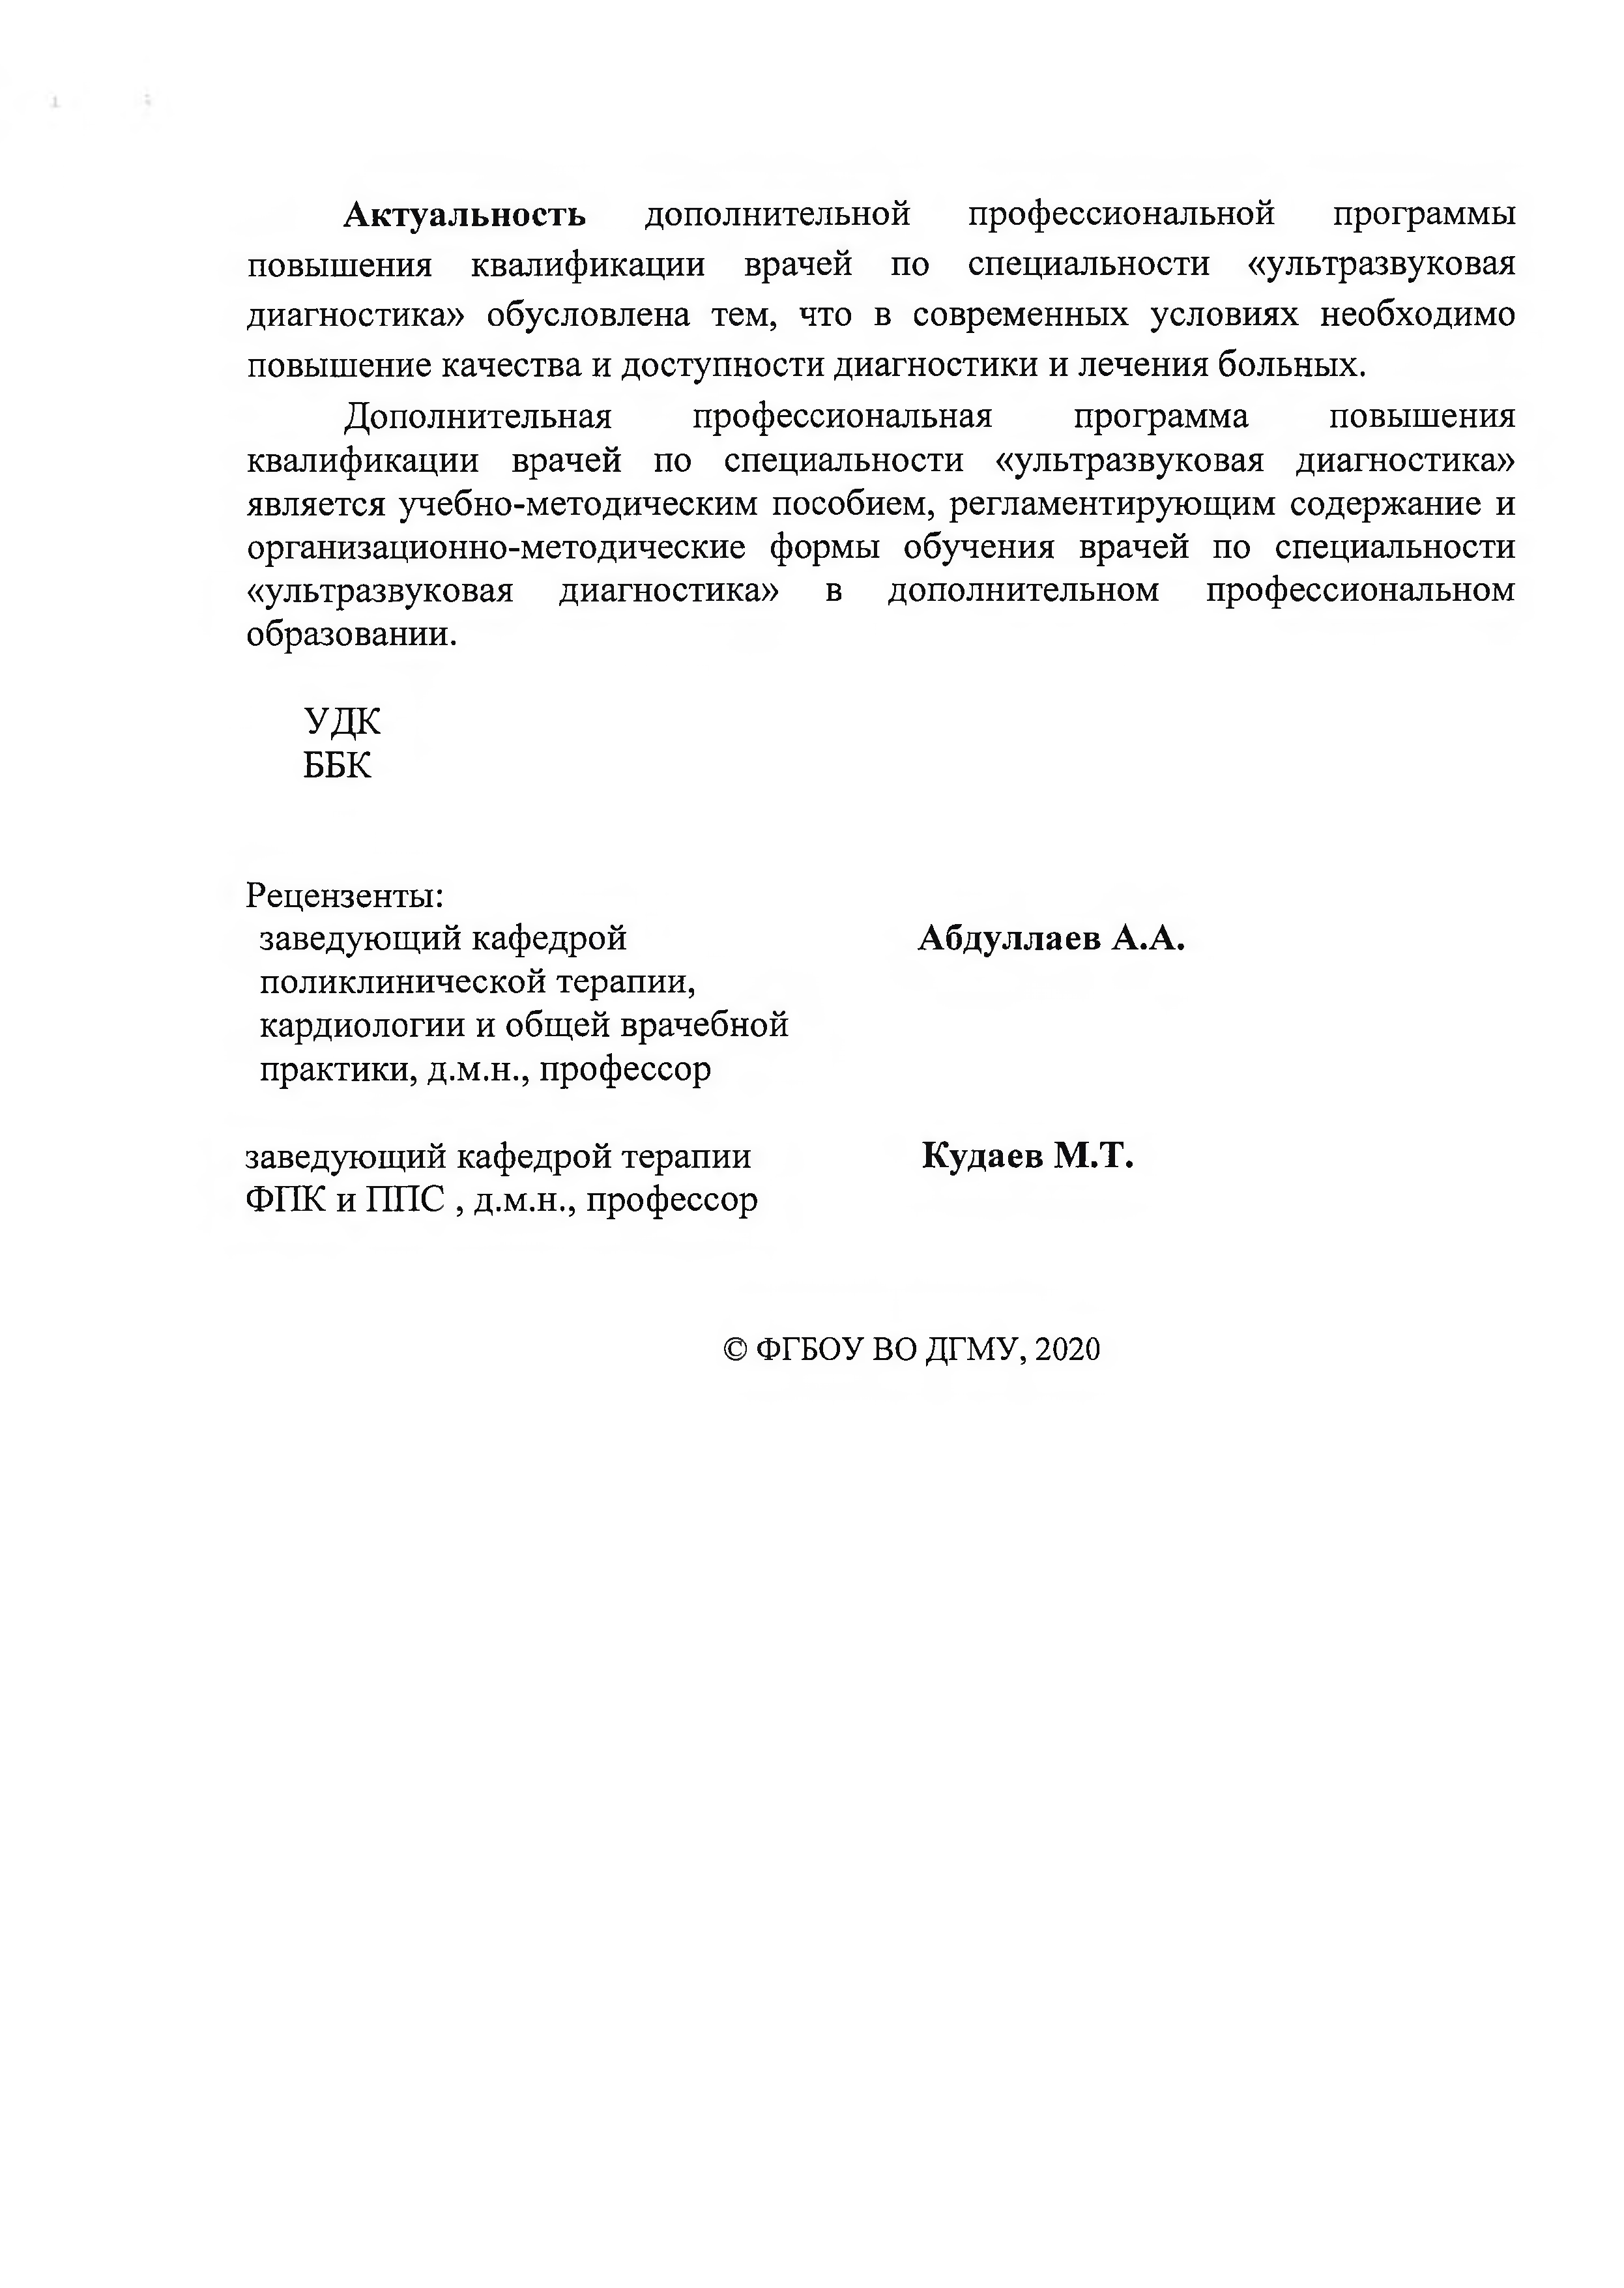 Актуальность дополнительной профессиональной программы
повышения квалификации врачей по специальности «ультразвуковая
диагностика» обусловлена тем, что в современных условиях необходимо
повышение качества и доступности диагностики и лечения больных.
Дополнительная профессиональная программа повышения
квалификации врачей по специальности «ультразвуковая диагностика»
является учебно-методическим пособием, регламентирующим содержание и
организационно-методические формы обучения врачей по специальности
«ультразвуковая диагностика» в дополнительном профессиональном
образовании.
УДК
ББК
Рецензенты:
заведующий кафедрой Абдуллаев А.А.
поликлинической терапии,
кардиологии и общей врачебной
практики, д.м.н., профессор
заведующий кафедрой терапии Кудаев М.Т.
ФПК и ППС , д.м.н., профессор
© ФГБОУ ВО ДГМУ, 2020